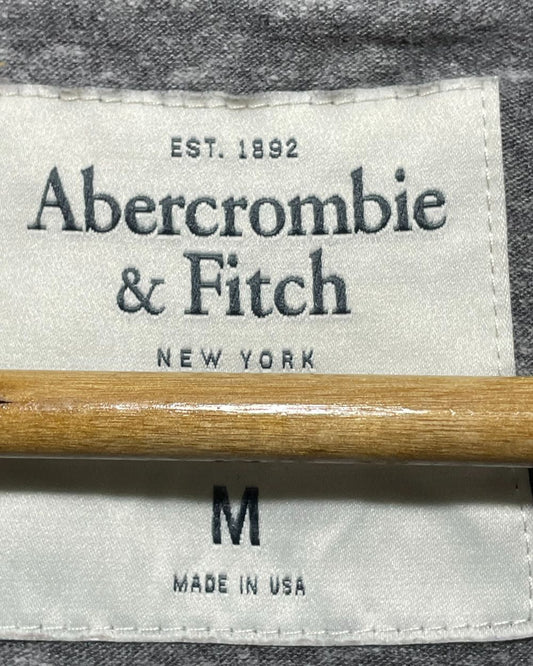 EST. 1892
Abercrombie
& Fitch
NEW YORK
M
MADE IN USA